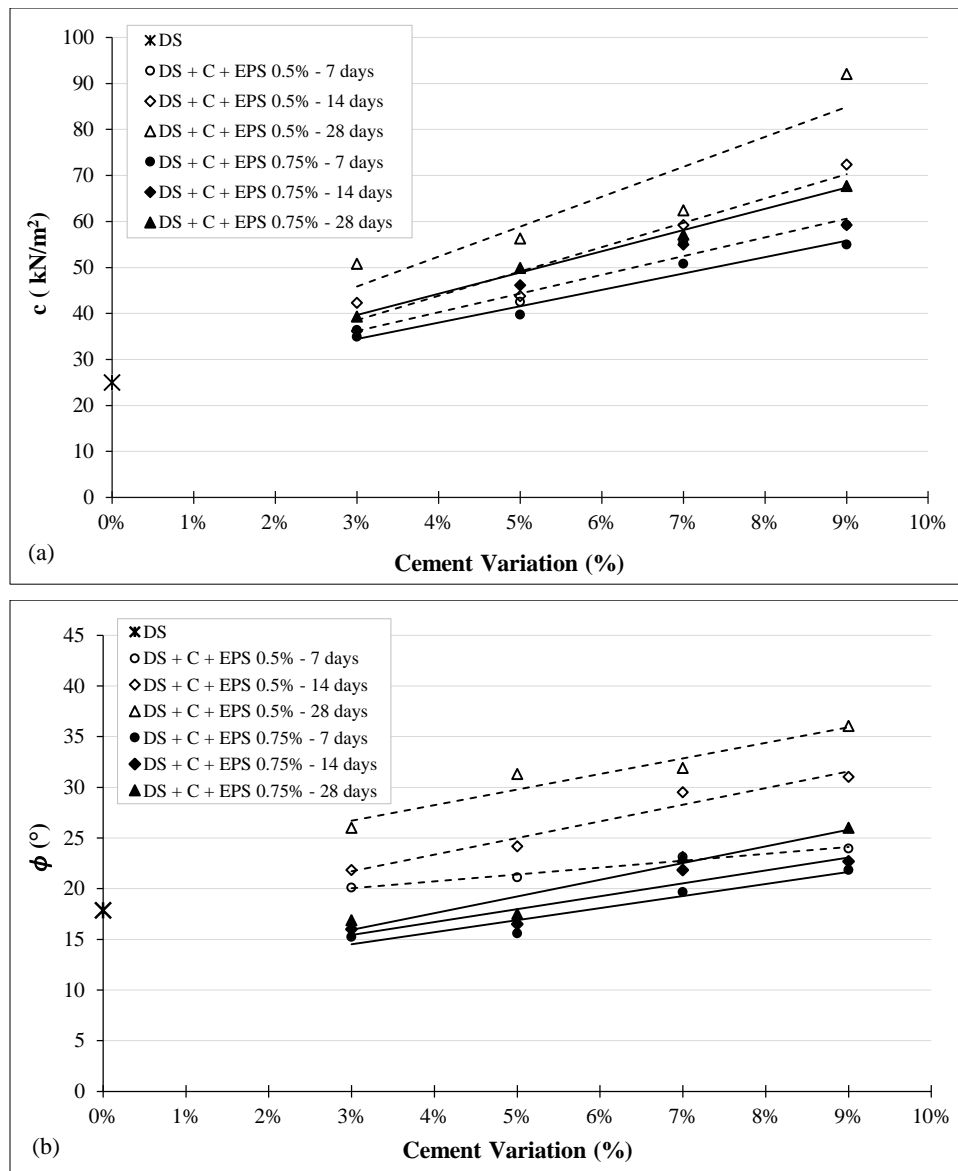 100
90
80
70
60
50
40
30
20
10
0
c ( kN/m²)
DS
DS + C + EPS 0.5% - 7 days
DS + C + EPS 0.5% - 14 days
DS + C + EPS 0.5% - 28 days
DS + C + EPS 0.75% - 7 days
DS + C + EPS 0.75% - 14 days
DS + C + EPS 0.75% - 28 days
0% 1% 2% 3% 4% 5% 6% 7% 8% 9% 10%
(a)
Cement Variation (%)
45
40
35
30
25
20
15
10
5
0
ϕ (°)
DS
DS + C + EPS 0.5% - 7 days
DS + C + EPS 0.5% - 14 days
DS + C + EPS 0.5% - 28 days
DS + C + EPS 0.75% - 7 days
DS + C + EPS 0.75% - 14 days
DS + C + EPS 0.75% - 28 days
0% 1% 2% 3% 4% 5% 6% 7% 8% 9% 10%
(b)
Cement Variation (%)